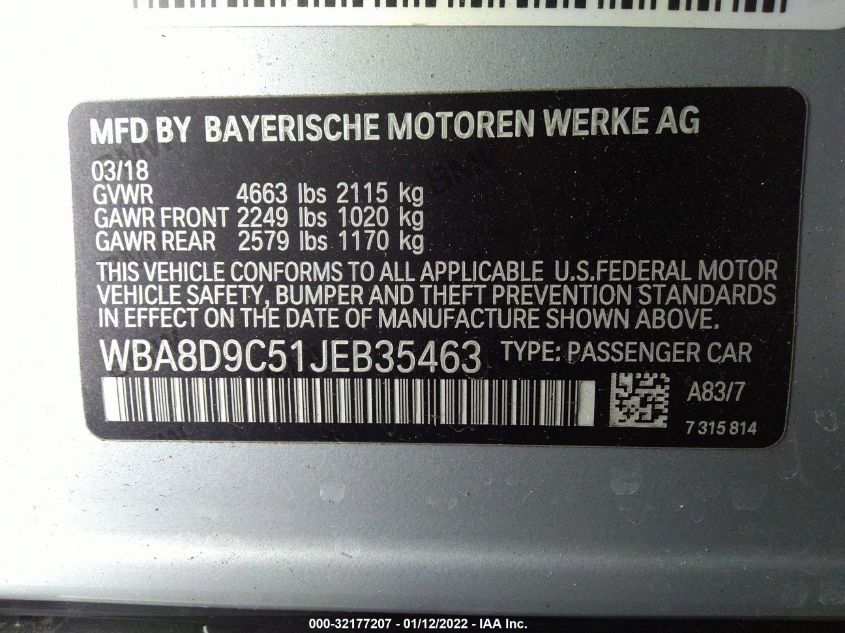 MFD BY BAYERISCHE MOTOREN WERKE AG
03/18
GVWR 4663 lbs 2115 kg
GAWR FRONT 2249 lbs 1020 kg
GAWR REAR 2579 lbs 1170 kg
THIS VEHICLE CONFORMS TO ALL APPLICABLE U.S.FEDERAL MOTOR
VEHICLE SAFETY, BUMPER AND THEFT PREVENTION STANDARDS
IN EFFECT ON THE DATE OF MANUFACTURE SHOWN ABOVE.
WBA8D9C51JEB35463 TYPE: PASSENGER CAR
A83/7
7 315 814
000-32177207 - 01/12/2022 - IAA Inc.